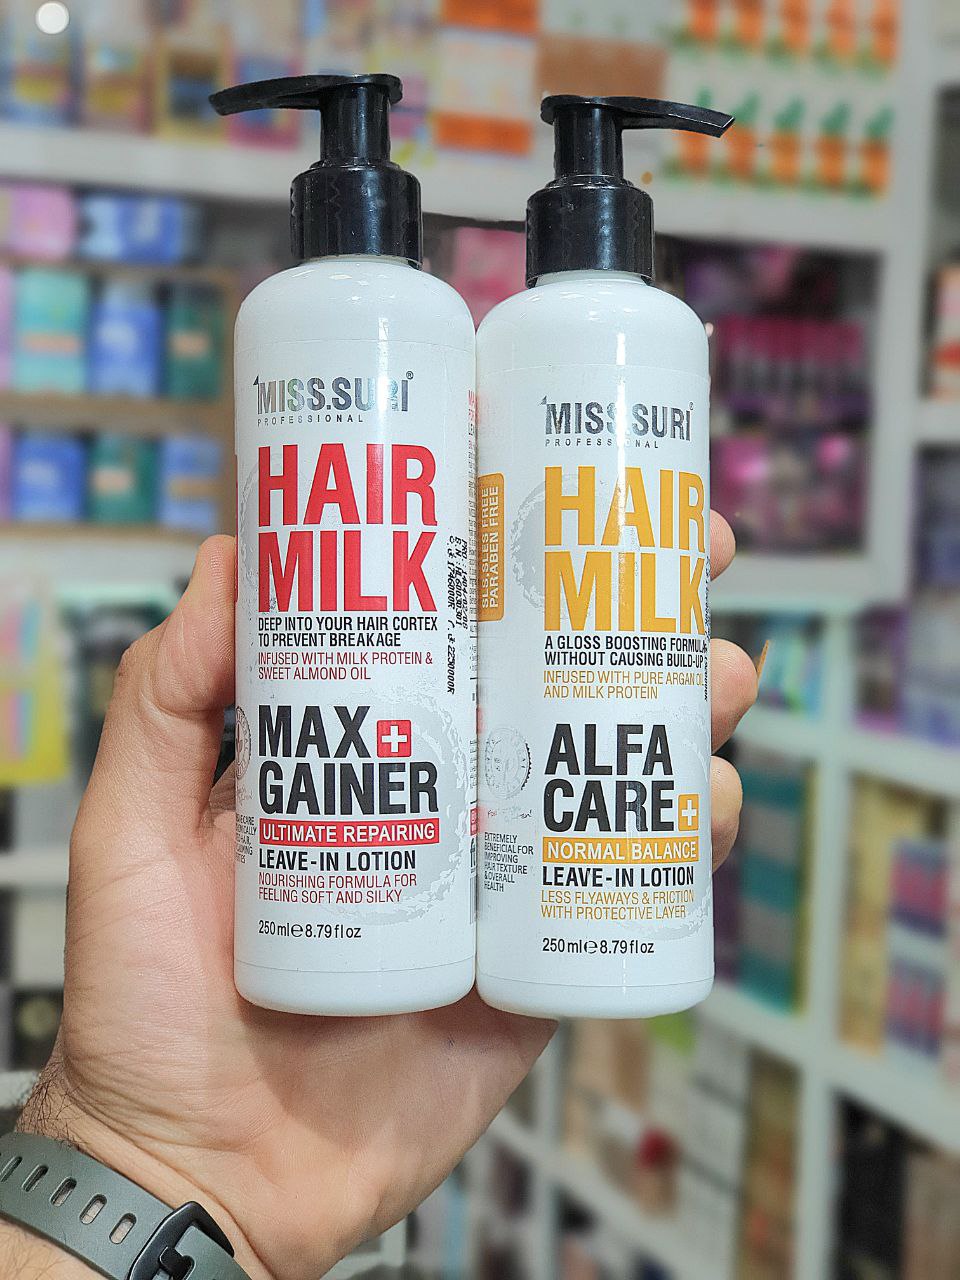 MISS.SURI®
PROFESSIONAL
HAIR
MILK
DEEP INTO YOUR HAIR CORTEX
TO PREVENT BREAKAGE
INFUSED WITH MILK PROTEIN &
SWEET ALMOND OIL
MAX
GAINER
ULTIMATE REPAIRING
LEAVE-IN LOTION
NOURISHING FORMULA FOR
FEELING SOFT AND SILKY
250 ml e 8.79 fl oz
SLS, SLES FREE
PARABEN FREE
EXTREMELY
BENEFICIAL FOR
IMPROVING
HAIR TEXTURE
& OVERALL
HEALTH
MISS.SURI®
PROFESSIONAL
HAIR
MILK
A GLOSS BOOSTING FORMULA
WITHOUT CAUSING BUILD-UP
INFUSED WITH PURE ARGAN OIL
AND MILK PROTEIN
ALFA
CARE
NORMAL BALANCE
LEAVE-IN LOTION
LESS FLYAWAYS & FRICTION
WITH PROTECTIVE LAYER
250 ml e 8.79 fl oz